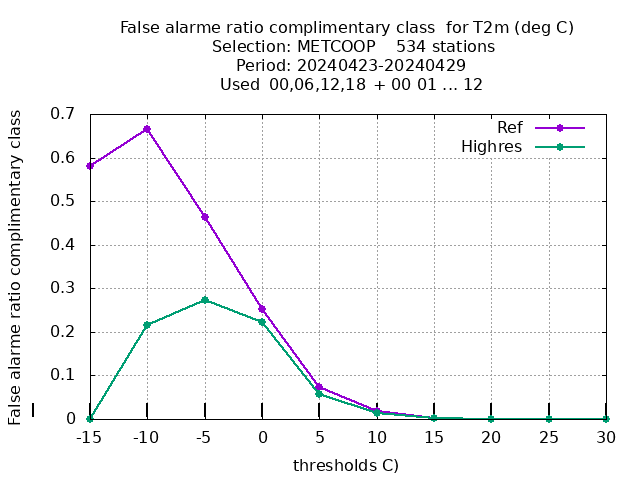 False alarme ratio complimentary class  for T2m (deg C)
Selection: METCOOP    534 stations
Period: 20240423-20240429
Used  00,06,12,18  + 00 01 ... 12
False alarme ratio complimentary class
0.7
0.6
0.5
0.4
0.3
0.2
0.1
0
Ref
Highres
-15 -10 -5 0 5 10 15 20 25 30
thresholds C)